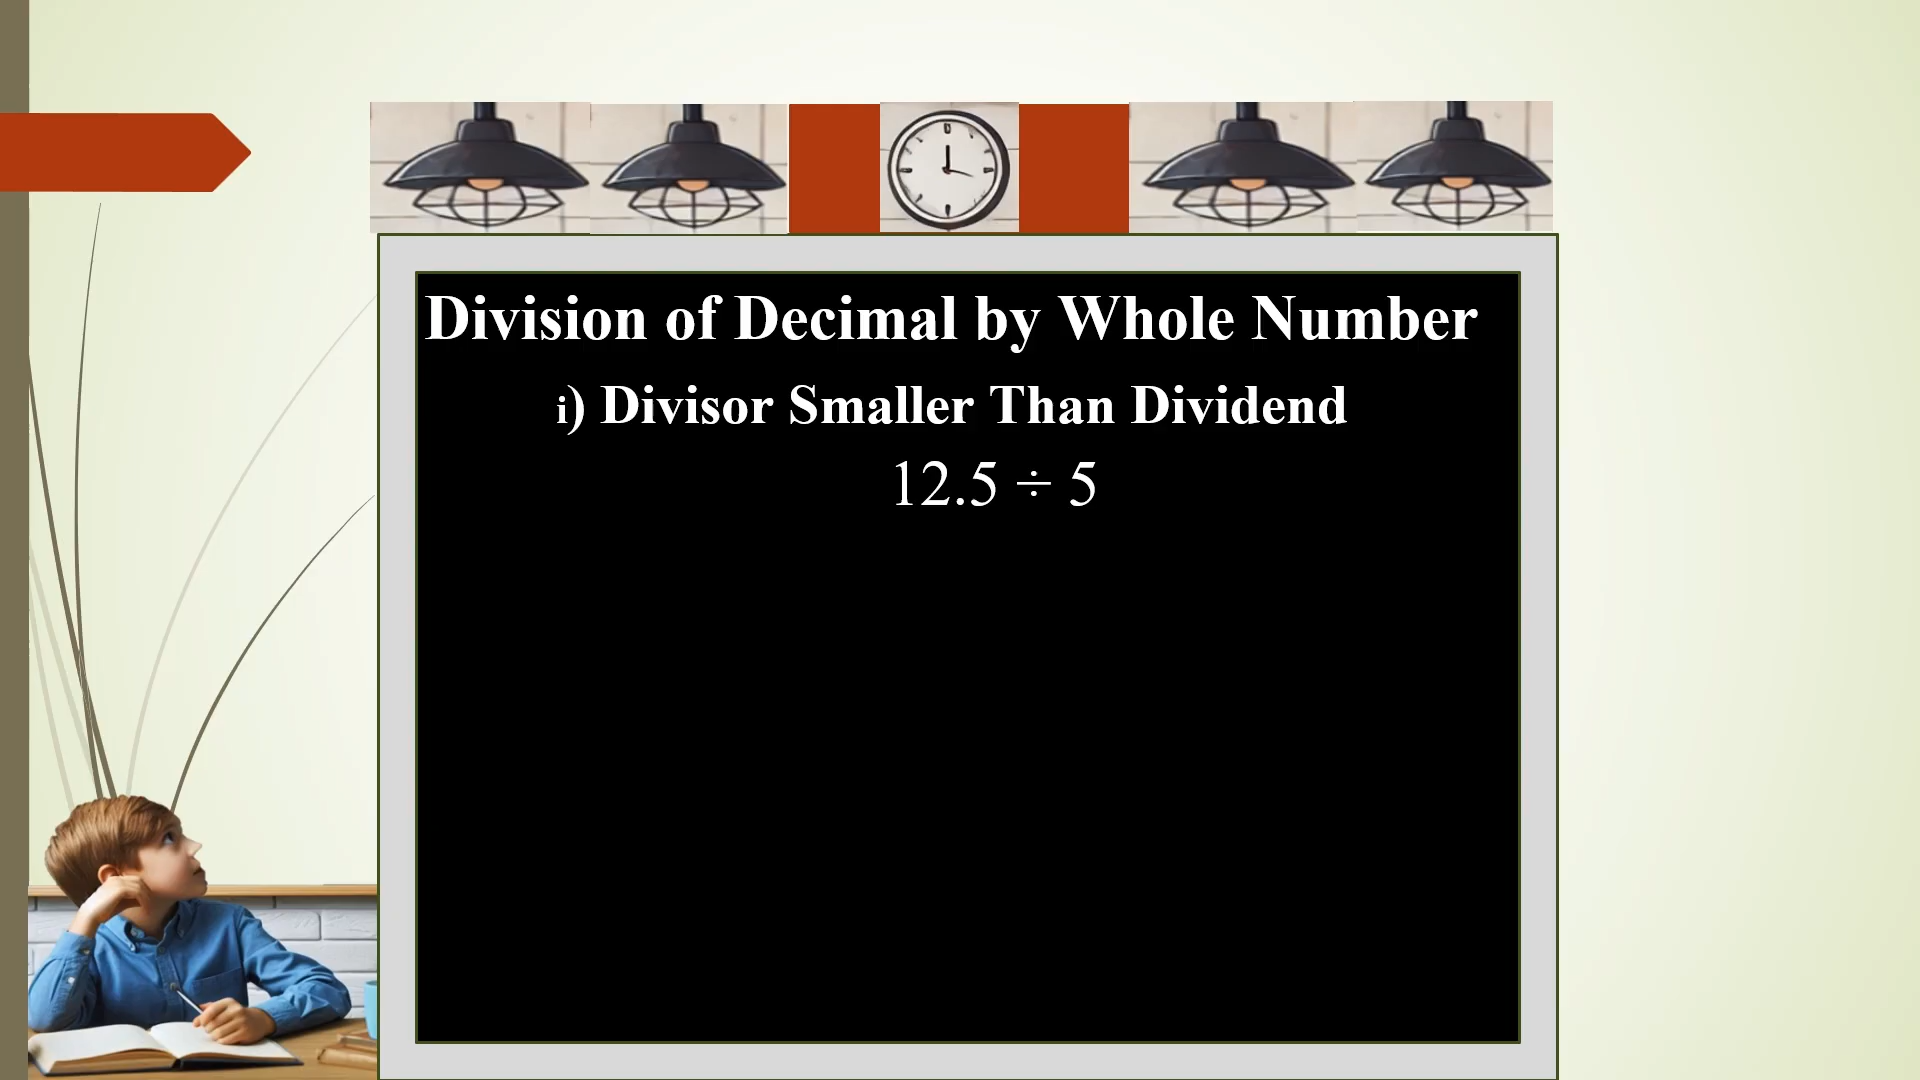 Division of Decimal by Whole Number
i) Divisor Smaller Than Dividend
12.5 ÷ 5